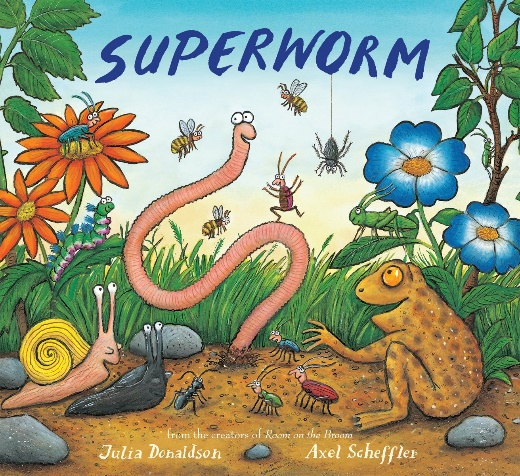 SUPERWORM
from the creators of Room on the Broom
Julia Donaldson Axel Scheffler